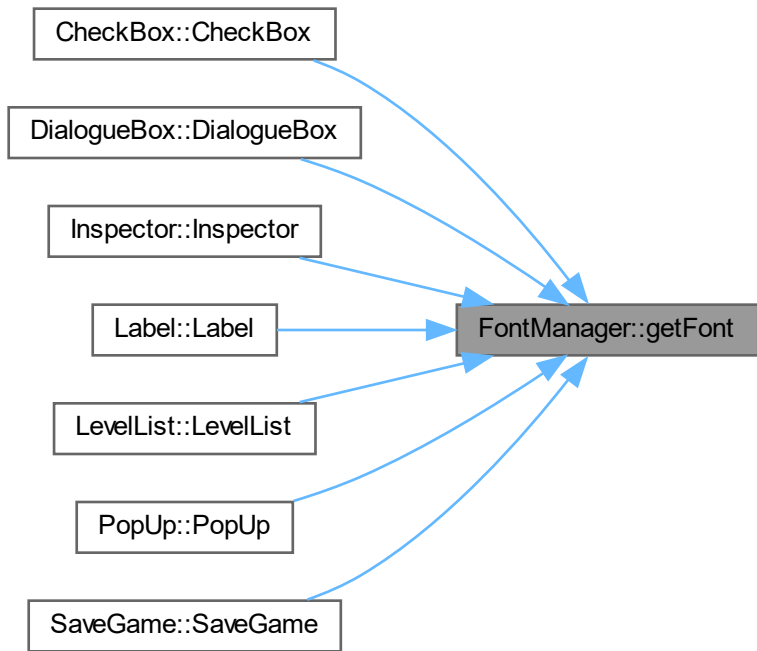 CheckBox::CheckBox
DialogueBox::DialogueBox
Inspector::Inspector
Label::Label
FontManager::getFont
LevelList::LevelList
PopUp::PopUp
SaveGame::SaveGame